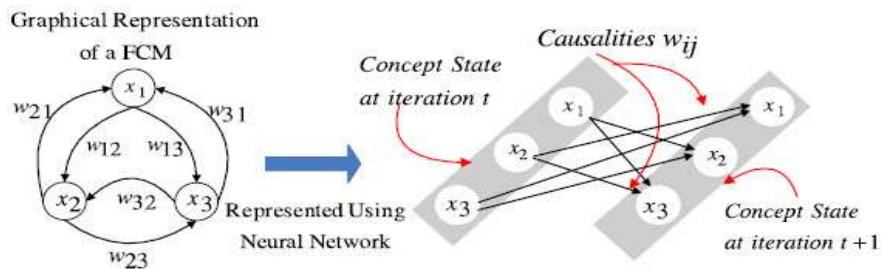 Graphical Representation
of a FCM
x1
w21
w31
w12
w13
x2
w32
x3
w23
Represented Using
Neural Network
Causalities wij
Concept State
at iteration t
x1
x2
x3
x1
x2
x3
Concept State
at iteration t+1